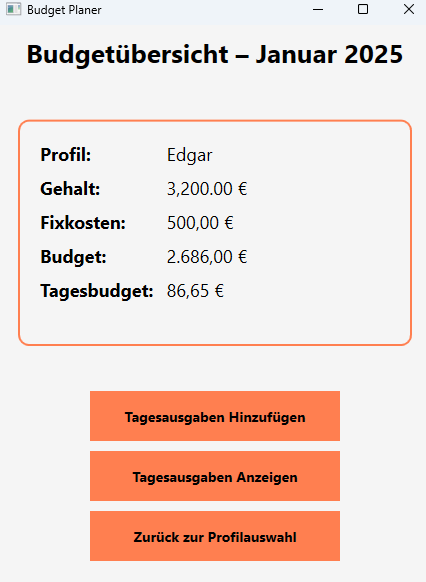 Budget Planer
Budgetübersicht – Januar 2025
Profil: Edgar
Gehalt: 3,200.00 €
Fixkosten: 500,00 €
Budget: 2.686,00 €
Tagesbudget: 86,65 €
Tagesausgaben Hinzufügen
Tagesausgaben Anzeigen
Zurück zur Profilauswahl